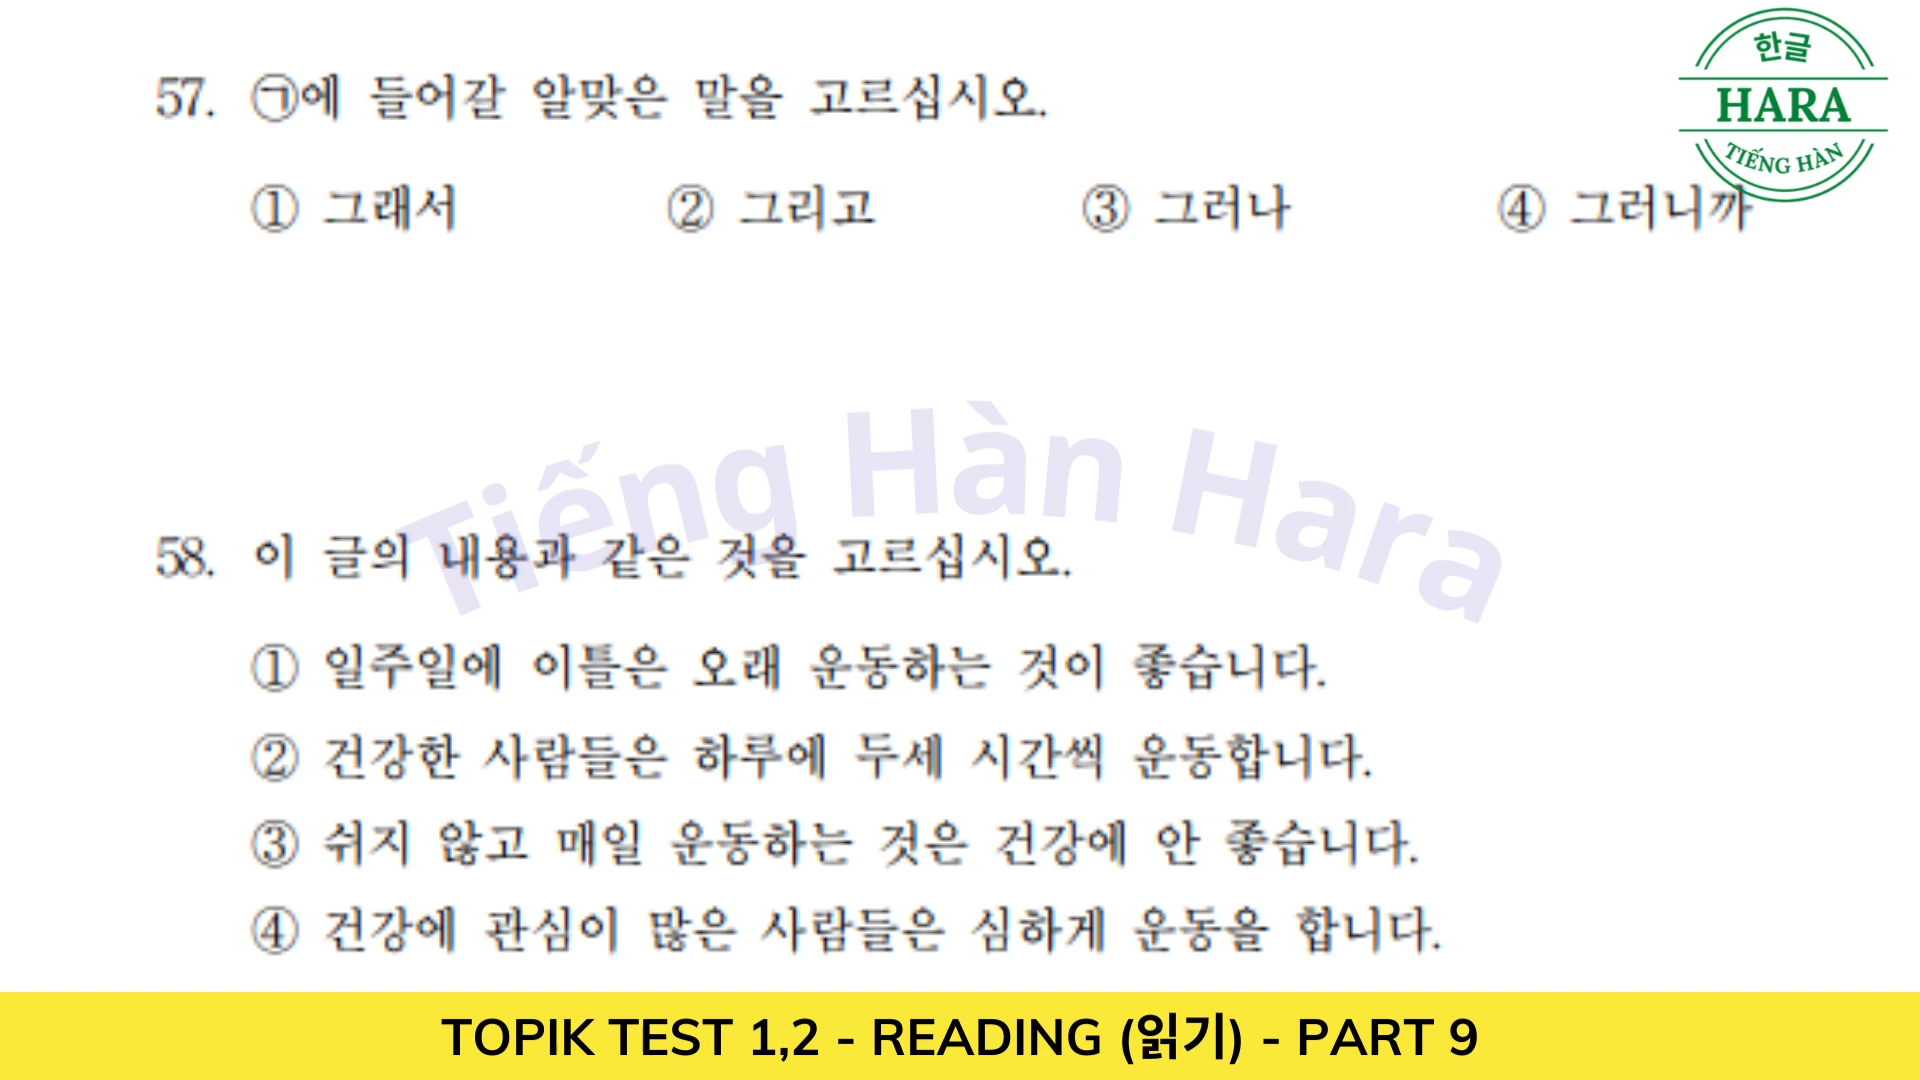 한글
HARA
TIẾNG HÀN
57. ㉠에 들어갈 알맞은 말을 고르십시오.
① 그래서 ② 그리고 ③ 그러나 ④ 그러니까
Tiếng Hàn Hara
58. 이 글의 내용과 같은 것을 고르십시오.
① 일주일에 이틀은 오래 운동하는 것이 좋습니다.
② 건강한 사람들은 하루에 두세 시간씩 운동합니다.
③ 쉬지 않고 매일 운동하는 것은 건강에 안 좋습니다.
④ 건강에 관심이 많은 사람들은 심하게 운동을 합니다.
TOPIK TEST 1,2 - READING (읽기) - PART 9